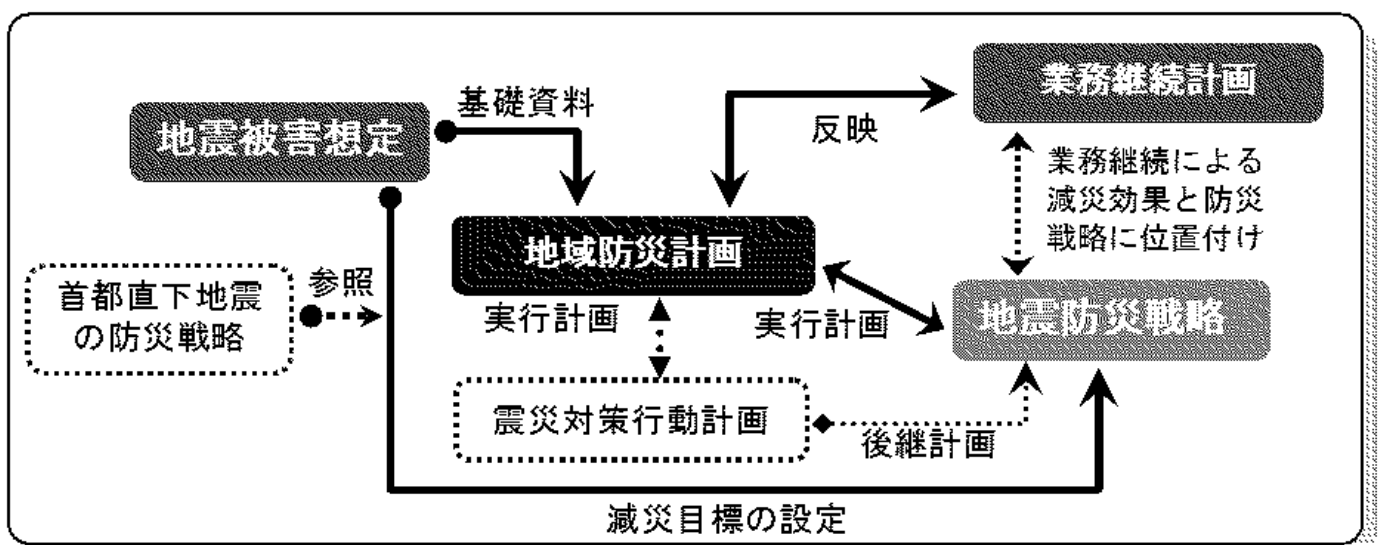 業務継続計画
基礎資料
地震被害想定
反映
業務継続による
減災効果と防災
戦略に位置付け
地域防災計画
参照
首都直下地震
の防災戦略
実行計画
実行計画
地震防災戦略
震災対策行動計画
後継計画
減災目標の設定